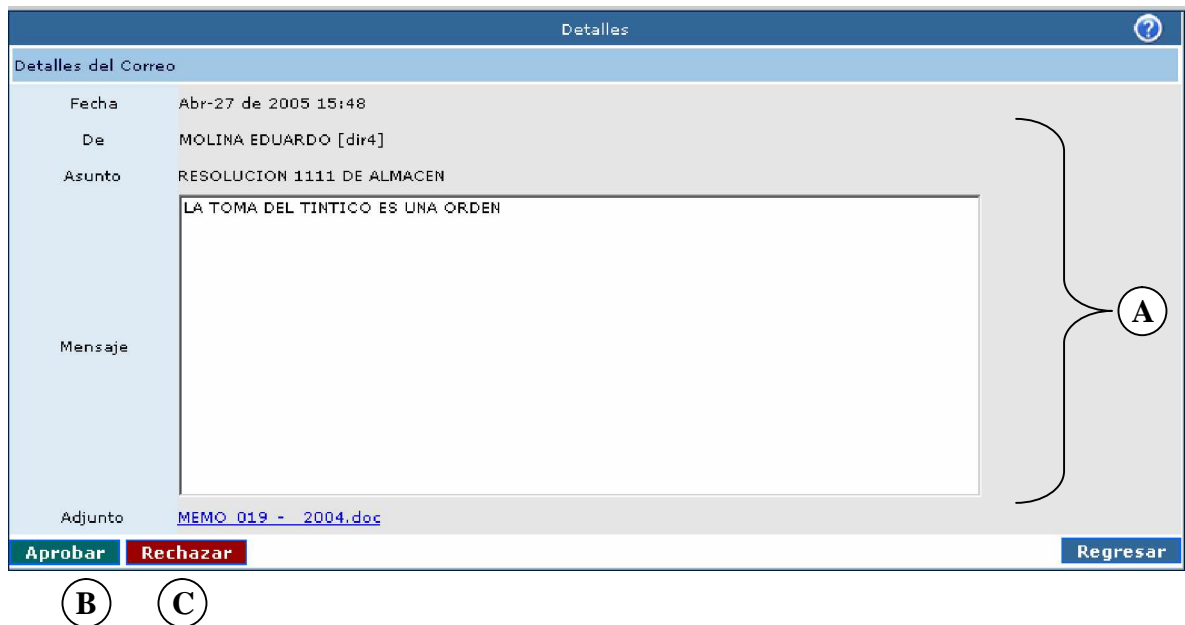 Detalles
?
Detalles del Correo
Fecha Abr-27 de 2005 15:48
De MOLINA EDUARDO [dir4]
Asunto RESOLUCION 1111 DE ALMACEN
LA TOMA DEL TINTICO ES UNA ORDEN
A
Mensaje
Adjunto MEMO 019 - 2004.doc
Aprobar Rechazar Regresar
B C